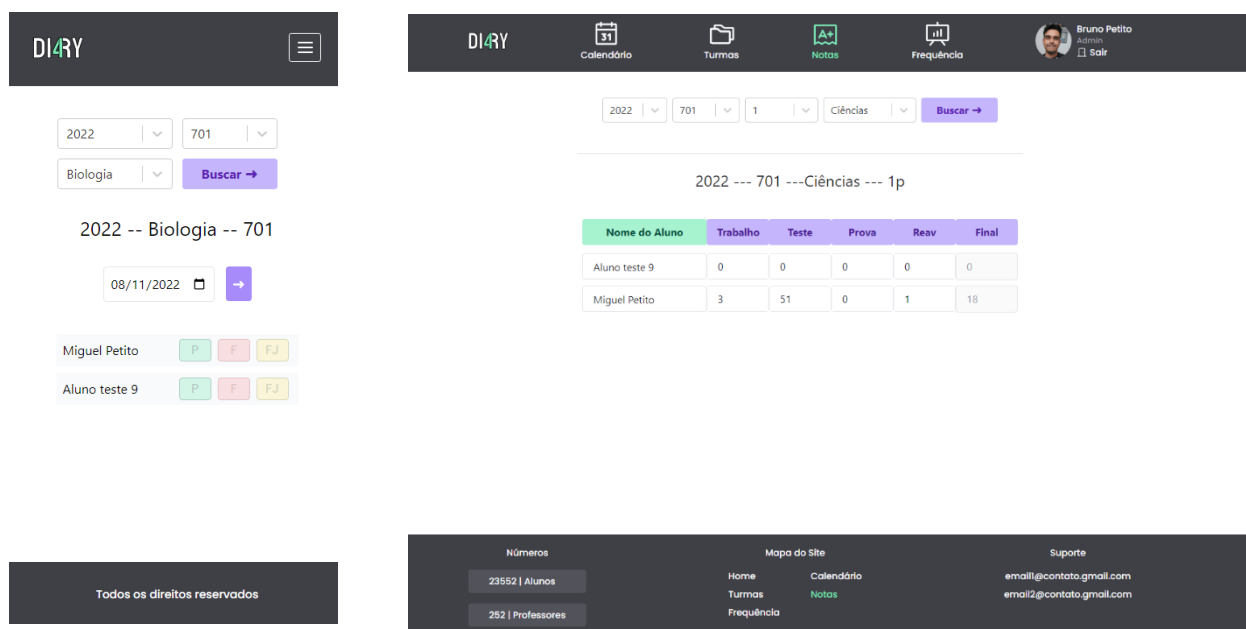 DI4RY
2022
701
Biologia
Buscar →
2022 -- Biologia -- 701
08/11/2022
→
Miguel Petito P F FJ
Aluno teste 9 P F FJ
Todos os direitos reservados
DI4RY
31
Calendário
Turmas
A+
Notas
Frequência
Bruno Petito
Admin
Sair
2022 701 1 Ciências Buscar →
2022 --- 701 ---Ciências --- 1p
Nome do Aluno Trabalho Teste Prova Reav Final
Aluno teste 9 0 0 0 0 0
Miguel Petito 3 51 0 1 18
Números
23552 | Alunos
252 | Professores
Mapa do Site
Home Calendário
Turmas Notas
Frequência
Suporte
email1@contato.gmail.com
email2@contato.gmail.com